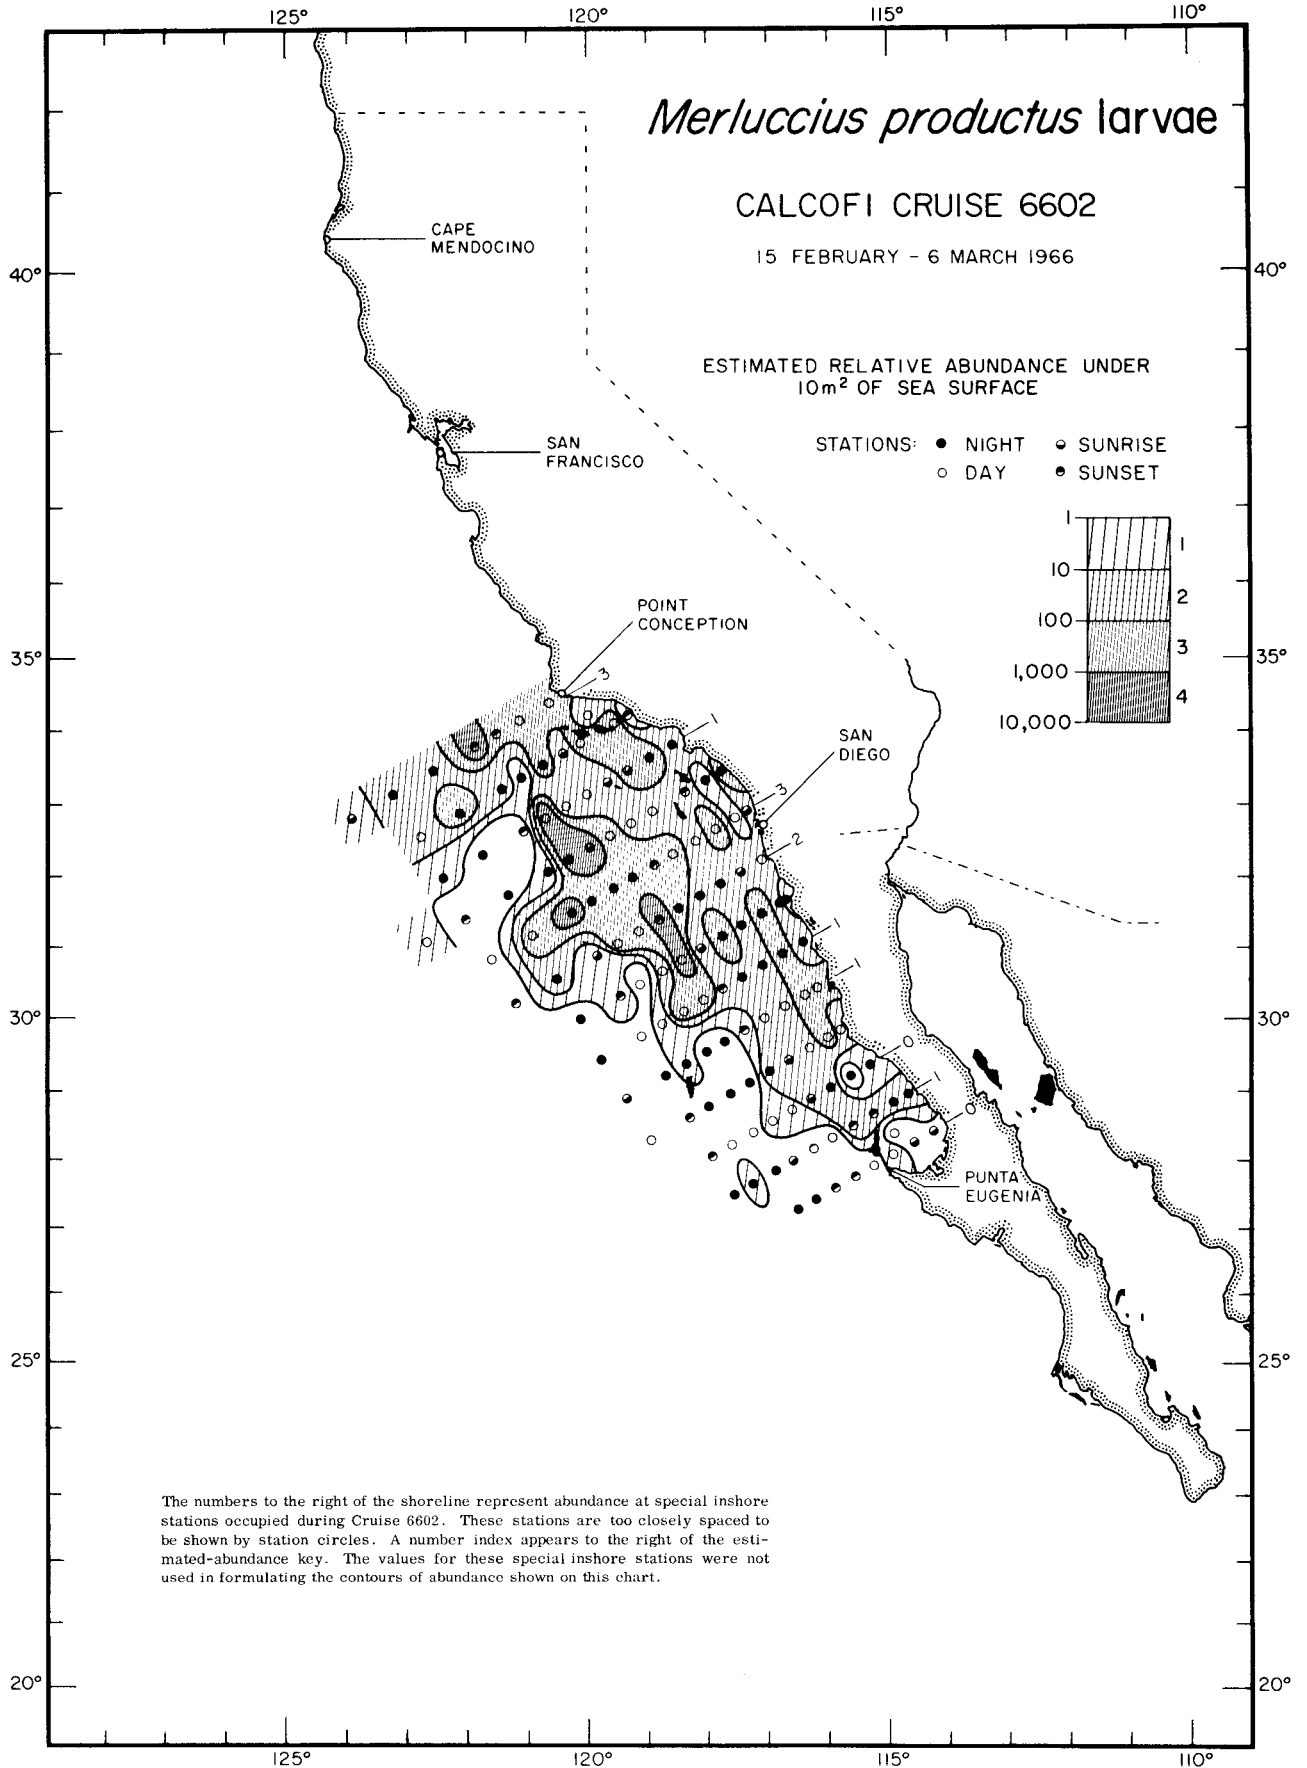 125° 120° 115° 110°
Merluccius productus larvae
CALCOFI CRUISE 6602
15 FEBRUARY – 6 MARCH 1966
CAPE
MENDOCINO
40° 40°
ESTIMATED RELATIVE ABUNDANCE UNDER
10m² OF SEA SURFACE
STATIONS: ● NIGHT ◒ SUNRISE
○ DAY ◓ SUNSET
SAN
FRANCISCO
1
1
10
2
100
3
1,000
4
10,000
POINT
CONCEPTION
35° 35°
3
1
SAN
DIEGO
3
2
1
1
30° 30°
0
1
0
PUNTA
EUGENIA
25° 25°
The numbers to the right of the shoreline represent abundance at special inshore
stations occupied during Cruise 6602. These stations are too closely spaced to
be shown by station circles. A number index appears to the right of the esti-
mated-abundance key. The values for these special inshore stations were not
used in formulating the contours of abundance shown on this chart.
20° 20°
125° 120° 115° 110°